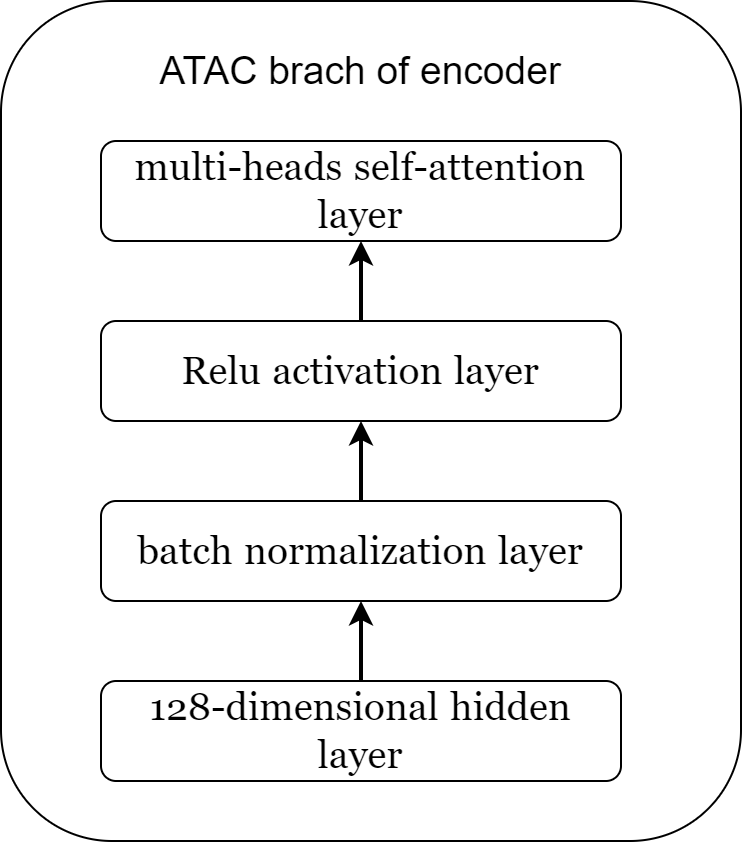 ATAC brach of encoder
multi-heads self-attention
layer
Relu activation layer
batch normalization layer
128-dimensional hidden
layer